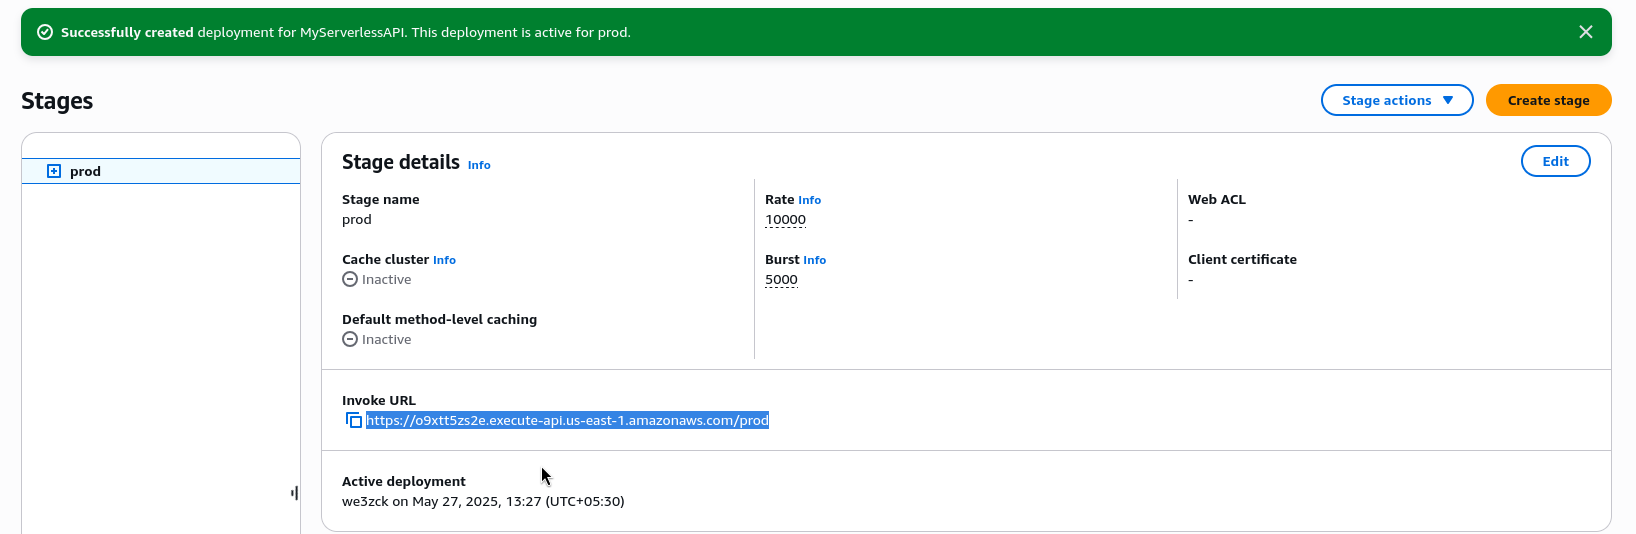 Successfully created deployment for MyServerlessAPI. This deployment is active for prod.
Stages
Stage actions
Create stage
prod
Stage details Info
Edit
Stage name
prod
Rate Info
10000
Web ACL
-
Cache cluster Info
Inactive
Burst Info
5000
Client certificate
-
Default method-level caching
Inactive
Invoke URL
https://o9xtt5zs2e.execute-api.us-east-1.amazonaws.com/prod
Active deployment
we3zck on May 27, 2025, 13:27 (UTC+05:30)